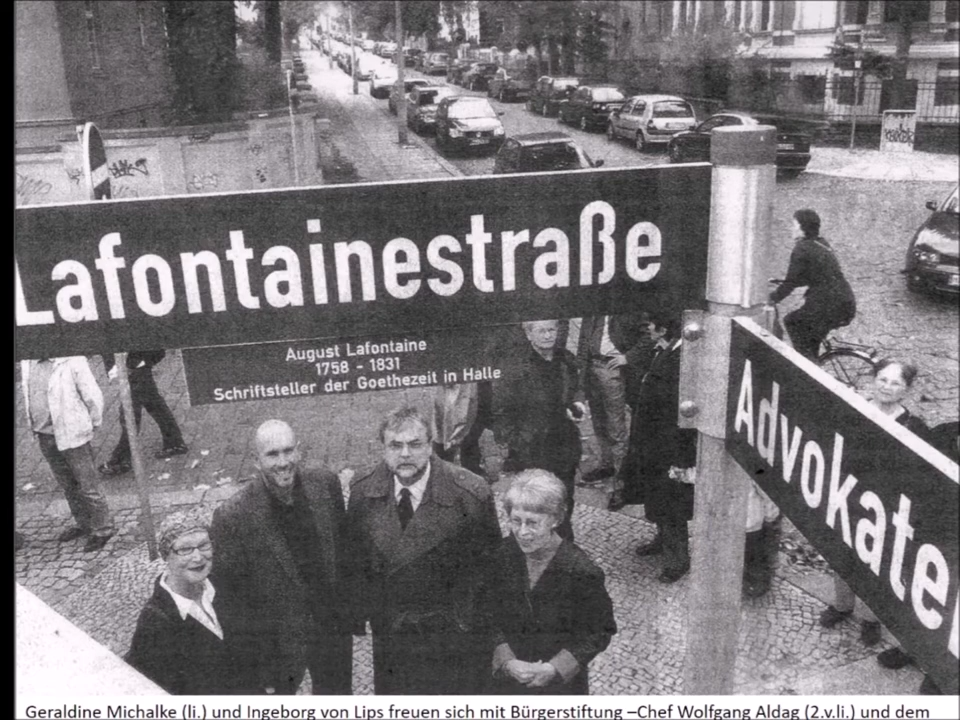 Lafontainestraße
August Lafontaine
1758 - 1831
Schriftsteller der Goethezeit in Halle
Advokate
Geraldine Michalke (li.) und Ingeborg von Lips freuen sich mit Bürgerstiftung –Chef Wolfgang Aldag (2.v.li.) und dem